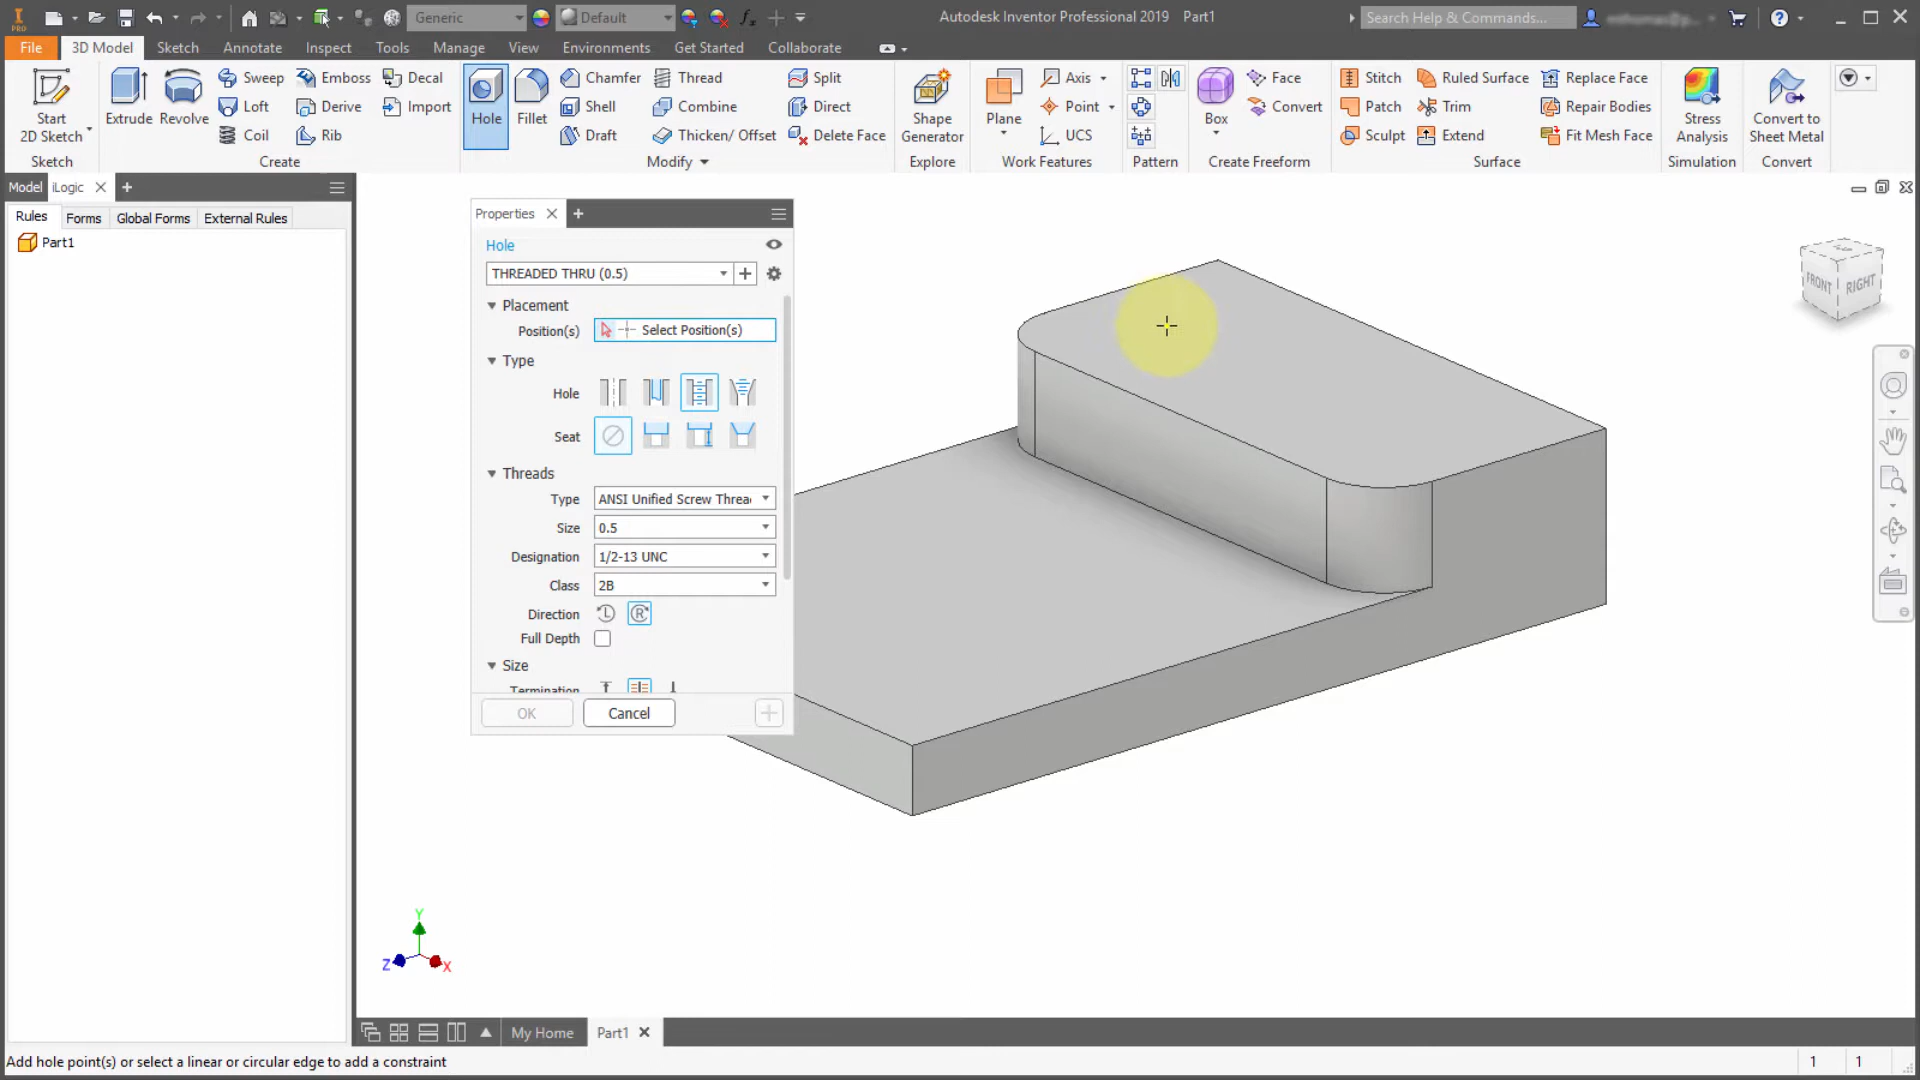 PRO
Generic
Default
Autodesk Inventor Professional 2019 Part1
Search Help & Commands...
File
3D Model
Sketch
Annotate
Inspect
Tools
Manage
View
Environments
Get Started
Collaborate
Start
2D Sketch
Sketch
Extrude
Revolve
Sweep
Loft
Coil
Emboss
Derive
Rib
Decal
Import
Create
Hole
Fillet
Chamfer
Shell
Draft
Thread
Combine
Thicken/ Offset
Split
Direct
Delete Face
Modify
Shape
Generator
Explore
Plane
Axis
Point
UCS
Work Features
Pattern
Box
Face
Convert
Create Freeform
Stitch
Patch
Sculpt
Ruled Surface
Trim
Extend
Replace Face
Repair Bodies
Fit Mesh Face
Surface
Stress
Analysis
Simulation
Convert to
Sheet Metal
Convert
Model
iLogic
Rules
Forms
Global Forms
External Rules
Part1
Properties
Hole
THREADED THRU (0.5)
Placement
Position(s) Select Position(s)
Type
Hole
Seat
Threads
Type ANSI Unified Screw Threa
Size 0.5
Designation 1/2-13 UNC
Class 2B
Direction L R
Full Depth
Size
Termination
OK
Cancel
FRONT
RIGHT
Y
Z
X
My Home
Part1
Add hole point(s) or select a linear or circular edge to add a constraint
1 1